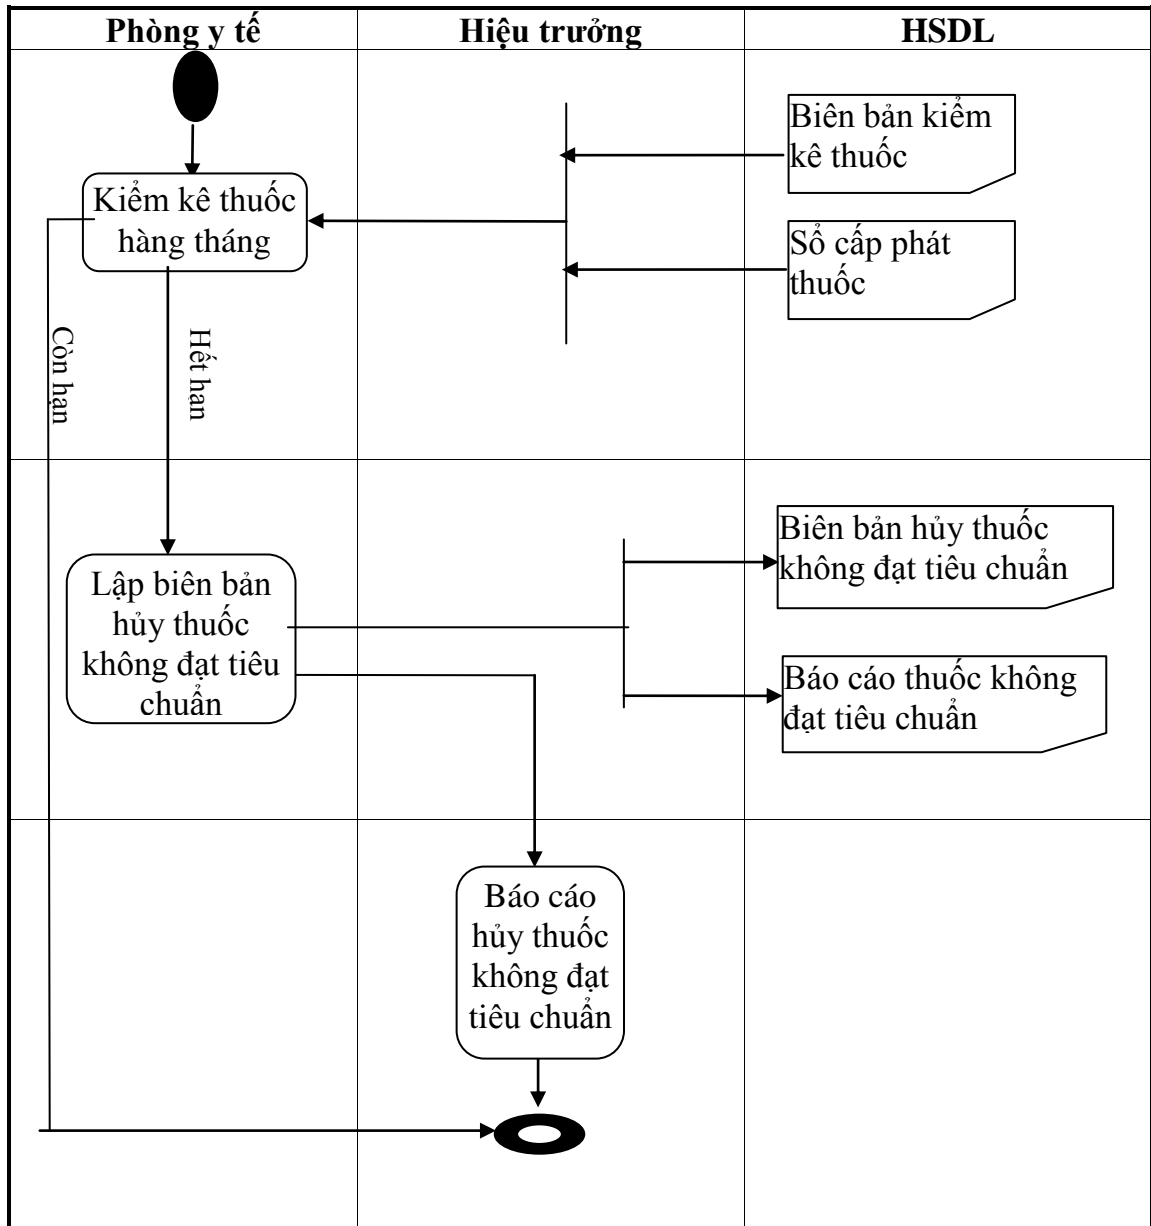 Phòng y tế
Hiệu trưởng
HSDL
Biên bản kiểm
kê thuốc
Kiểm kê thuốc
hàng tháng
Sổ cấp phát
thuốc
Còn hạn
Hết hạn
Biên bản hủy thuốc
không đạt tiêu chuẩn
Lập biên bản
hủy thuốc
không đạt tiêu
chuẩn
Báo cáo thuốc không
đạt tiêu chuẩn
Báo cáo
hủy thuốc
không đạt
tiêu chuẩn